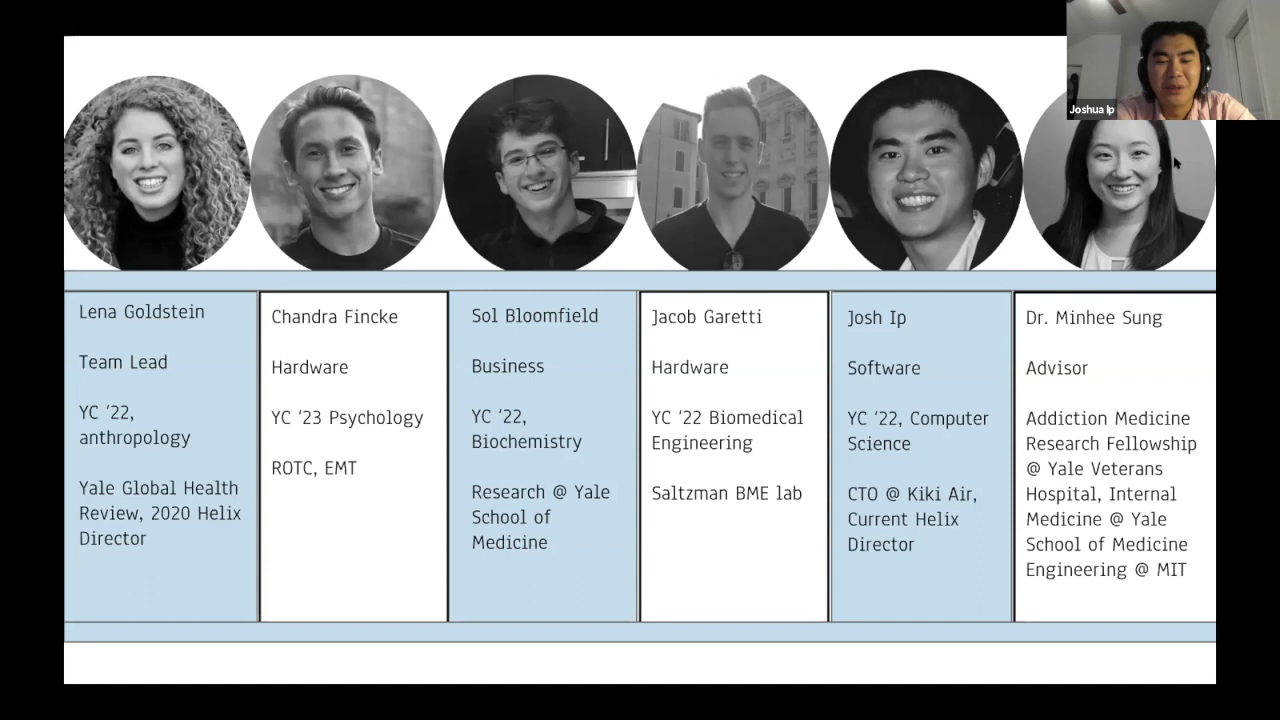 Joshua Ip
Lena Goldstein
Team Lead
YC ‘22,
anthropology
Yale Global Health
Review, 2020 Helix
Director
Chandra Fincke
Hardware
YC ‘23 Psychology
ROTC, EMT
Sol Bloomfield
Business
YC ‘22,
Biochemistry
Research @ Yale
School of
Medicine
Jacob Garetti
Hardware
YC ‘22 Biomedical
Engineering
Saltzman BME lab
Josh Ip
Software
YC ‘22, Computer
Science
CTO @ Kiki Air,
Current Helix
Director
Dr. Minhee Sung
Advisor
Addiction Medicine
Research Fellowship
@ Yale Veterans
Hospital, Internal
Medicine @ Yale
School of Medicine
Engineering @ MIT